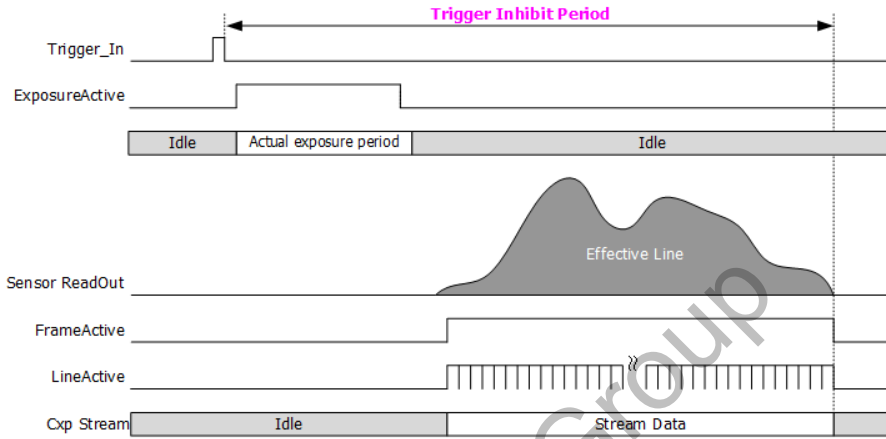 Trigger Inhibit Period
Trigger_In
ExposureActive
Idle
Actual exposure period
Idle
Effective Line
Sensor ReadOut
FrameActive
LineActive
Cxp Stream
Idle
Stream Data
Group